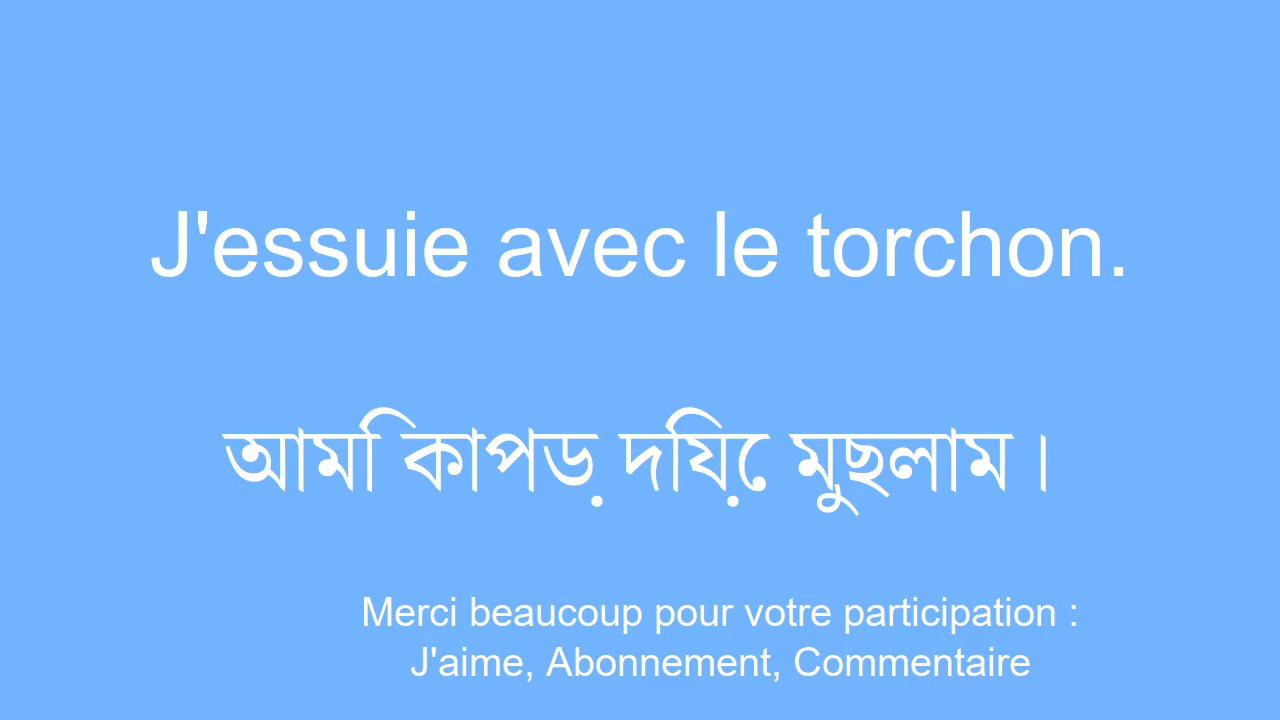 J'essuie avec le torchon.
আমি কাপড় দিয়ে মুছলাম।
Merci beaucoup pour votre participation :
J'aime, Abonnement, Commentaire